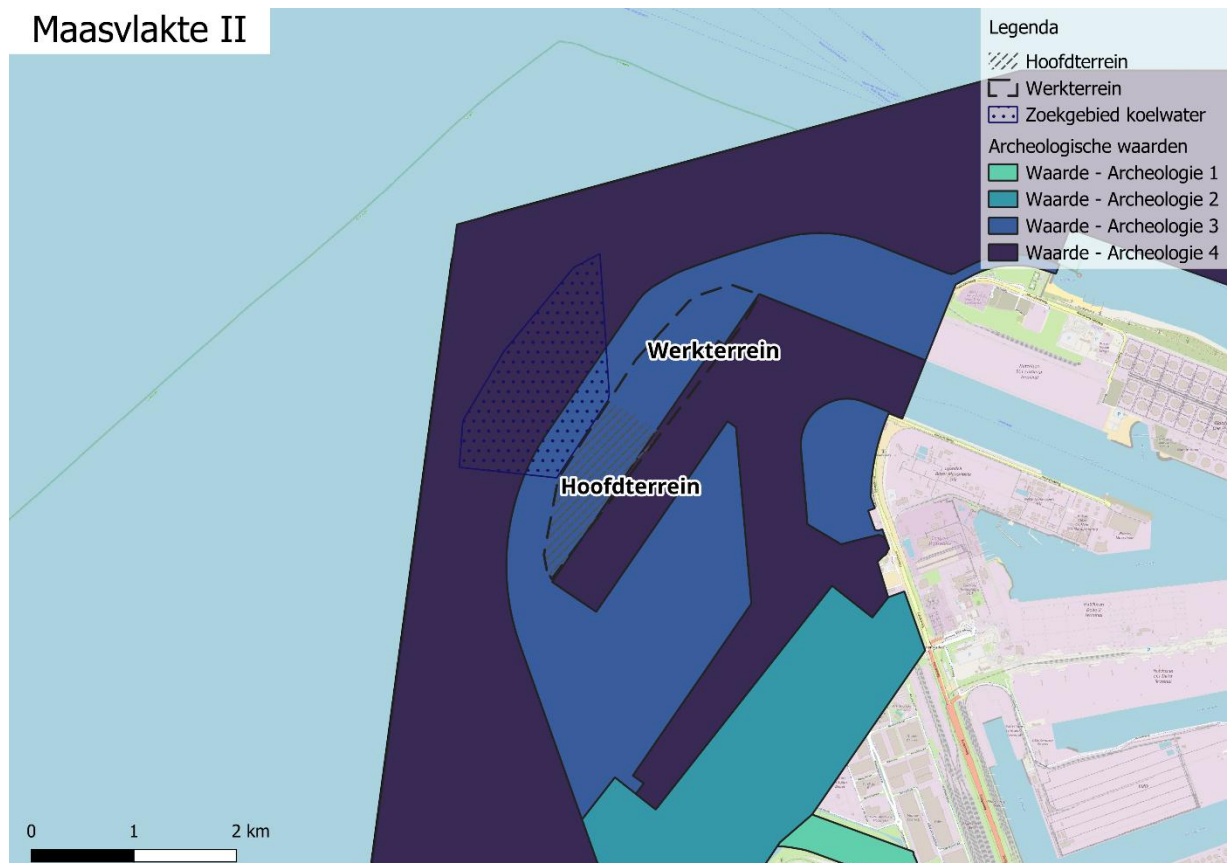 Maasvlakte II
Legenda
Hoofdterrein
Werkterrein
Zoekgebied koelwater
Archeologische waarden
Waarde - Archeologie 1
Waarde - Archeologie 2
Waarde - Archeologie 3
Waarde - Archeologie 4
Werkterrein
Hoofdterrein
0 1 2 km